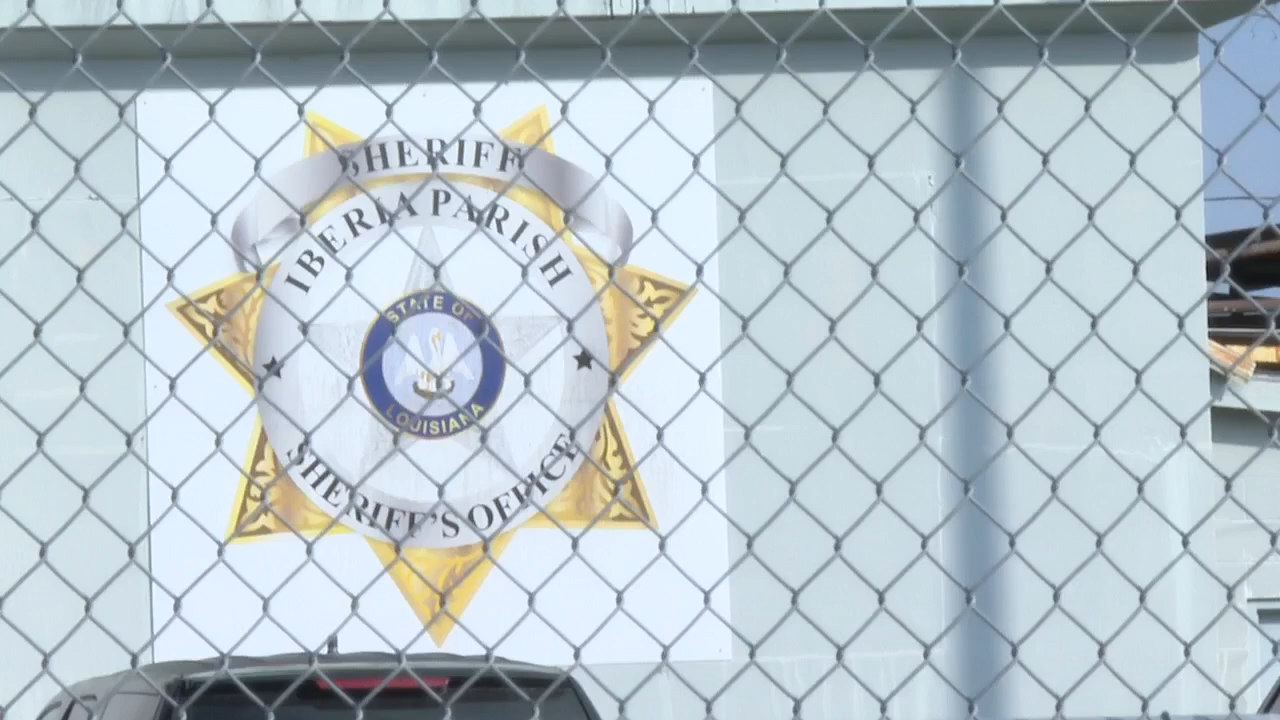 SHERIFF
IBERIA PARISH
STATE OF
LOUISIANA
SHERIFF'S OFFICE